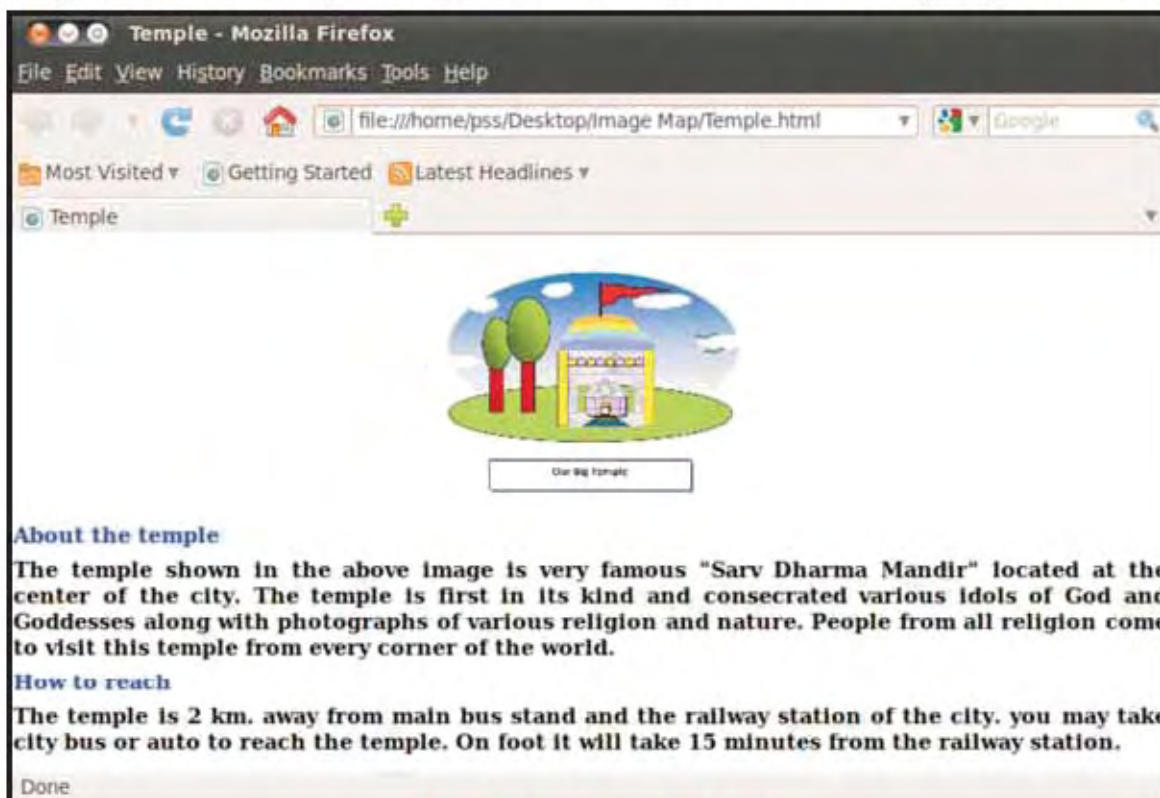 Temple - Mozilla Firefox
File Edit View History Bookmarks Tools Help
file:///home/pss/Desktop/Image Map/Temple.html
Google
Most Visited Getting Started Latest Headlines
Temple
Our Big Temple
About the temple
The temple shown in the above image is very famous "Sarv Dharma Mandir" located at the
center of the city. The temple is first in its kind and consecrated various idols of God and
Goddesses along with photographs of various religion and nature. People from all religion come
to visit this temple from every corner of the world.
How to reach
The temple is 2 km. away from main bus stand and the railway station of the city. you may take
city bus or auto to reach the temple. On foot it will take 15 minutes from the railway station.
Done